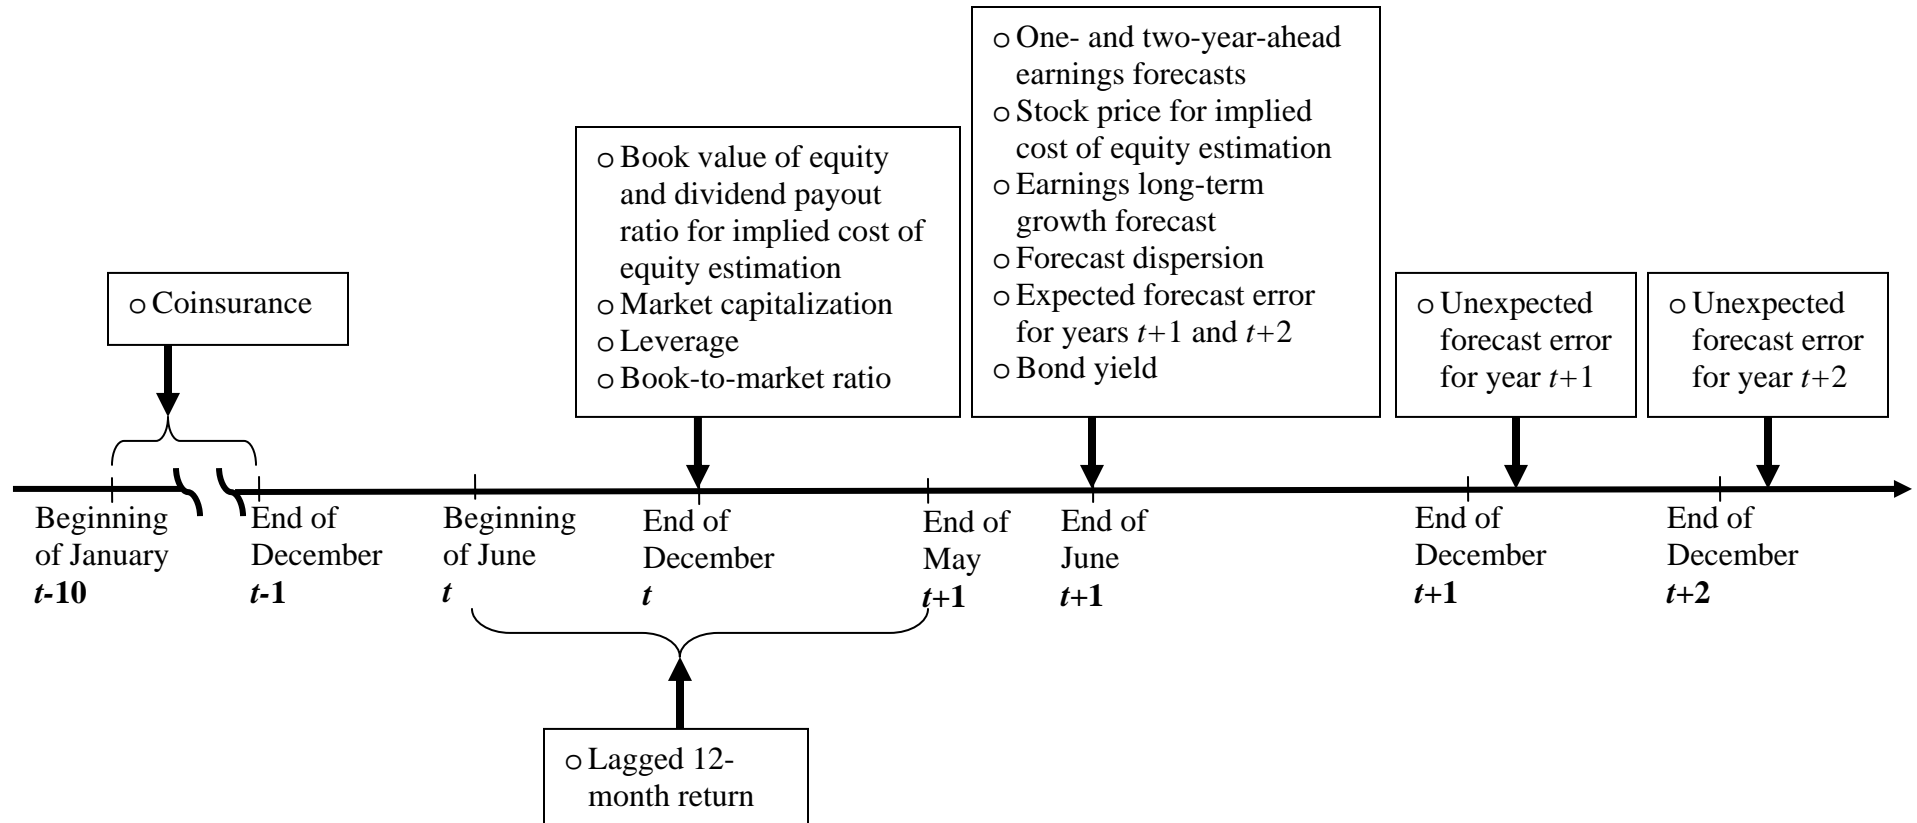 o Coinsurance
o Book value of equity
and dividend payout
ratio for implied cost of
equity estimation
o Market capitalization
o Leverage
o Book-to-market ratio
o One- and two-year-ahead
earnings forecasts
o Stock price for implied
cost of equity estimation
o Earnings long-term
growth forecast
o Forecast dispersion
o Expected forecast error
for years t+1 and t+2
o Bond yield
o Unexpected
forecast error
for year t+1
o Unexpected
forecast error
for year t+2
Beginning
of January
t-10
End of
December
t-1
Beginning
of June
t
End of
December
t
End of
May
t+1
End of
June
t+1
End of
December
t+1
End of
December
t+2
o Lagged 12-
month return